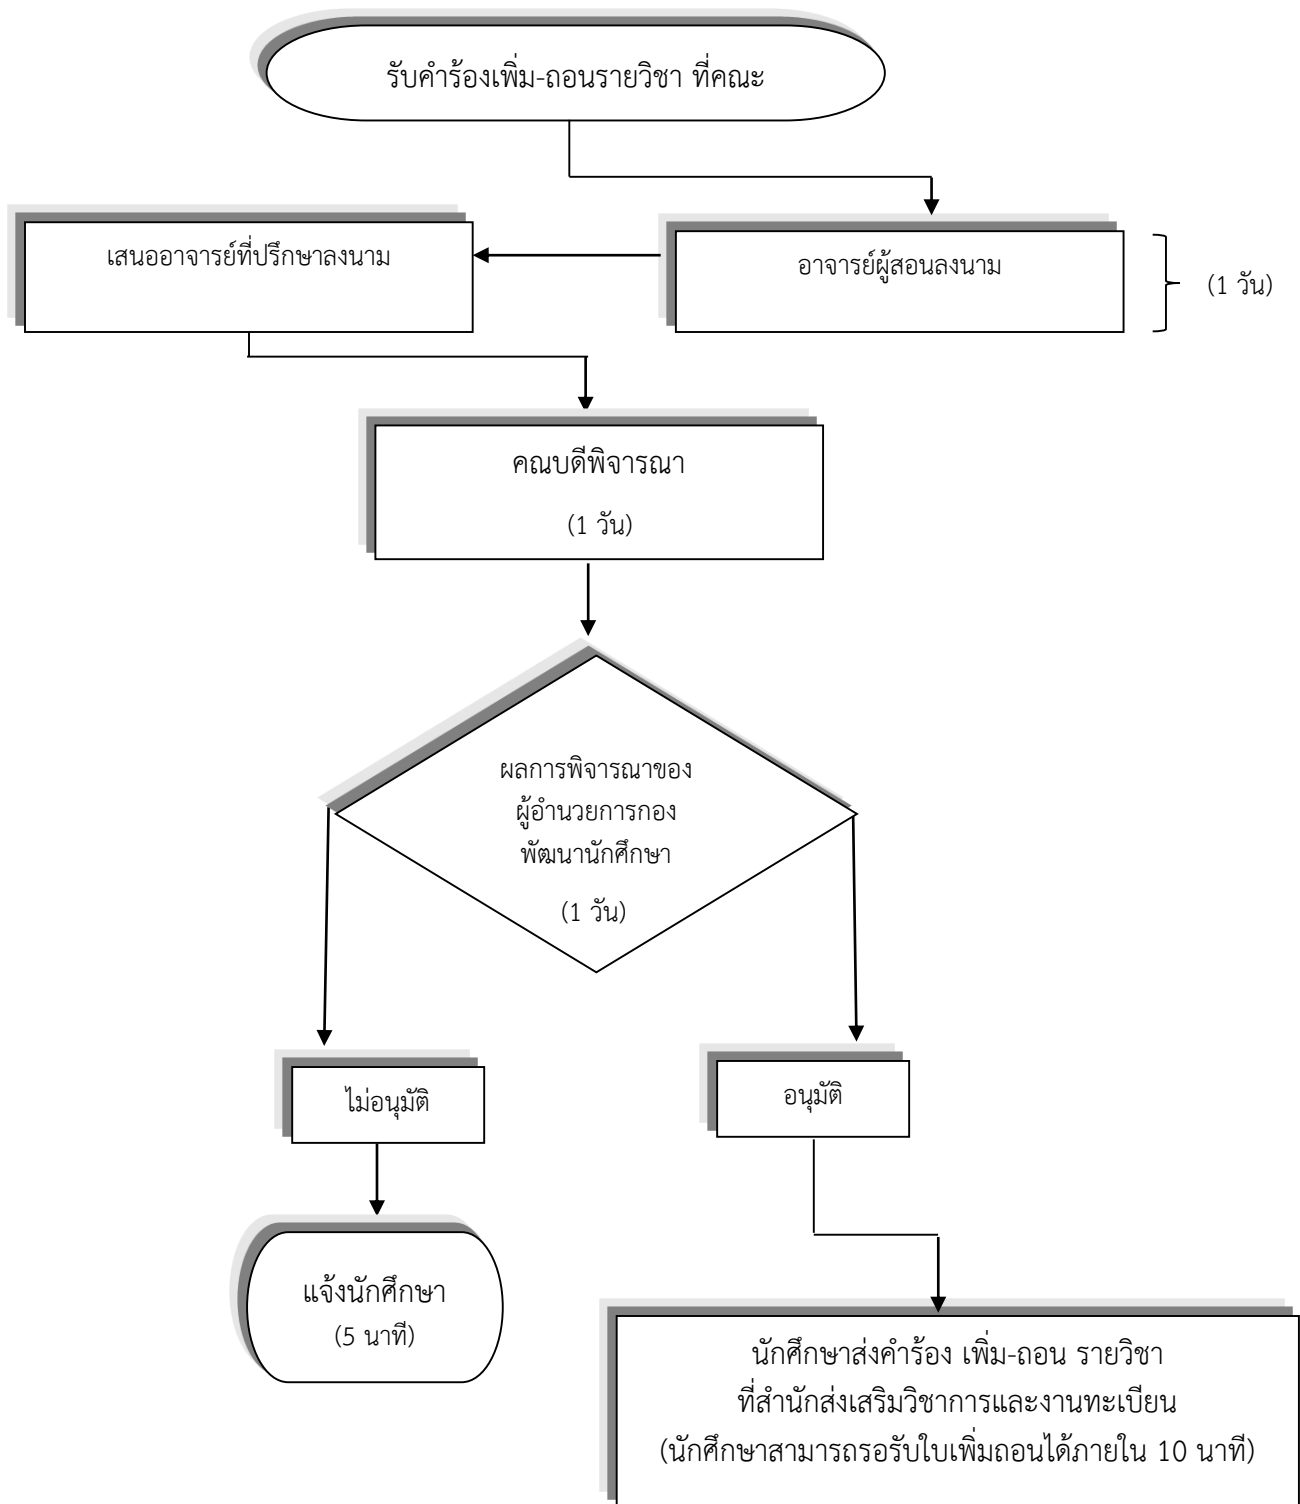 รับคำร้องเพิ่ม-ถอนรายวิชา ที่คณะ
เสนออาจารย์ที่ปรึกษาลงนาม
อาจารย์ผู้สอนลงนาม
(1 วัน)
คณบดีพิจารณา
(1 วัน)
ผลการพิจารณาของ
ผู้อำนวยการกอง
พัฒนานักศึกษา
(1 วัน)
ไม่อนุมัติ
อนุมัติ
แจ้งนักศึกษา
(5 นาที)
นักศึกษาส่งคำร้อง เพิ่ม-ถอน รายวิชา
ที่สำนักส่งเสริมวิชาการและงานทะเบียน
(นักศึกษาสามารถรอรับใบเพิ่มถอนได้ภายใน 10 นาที)